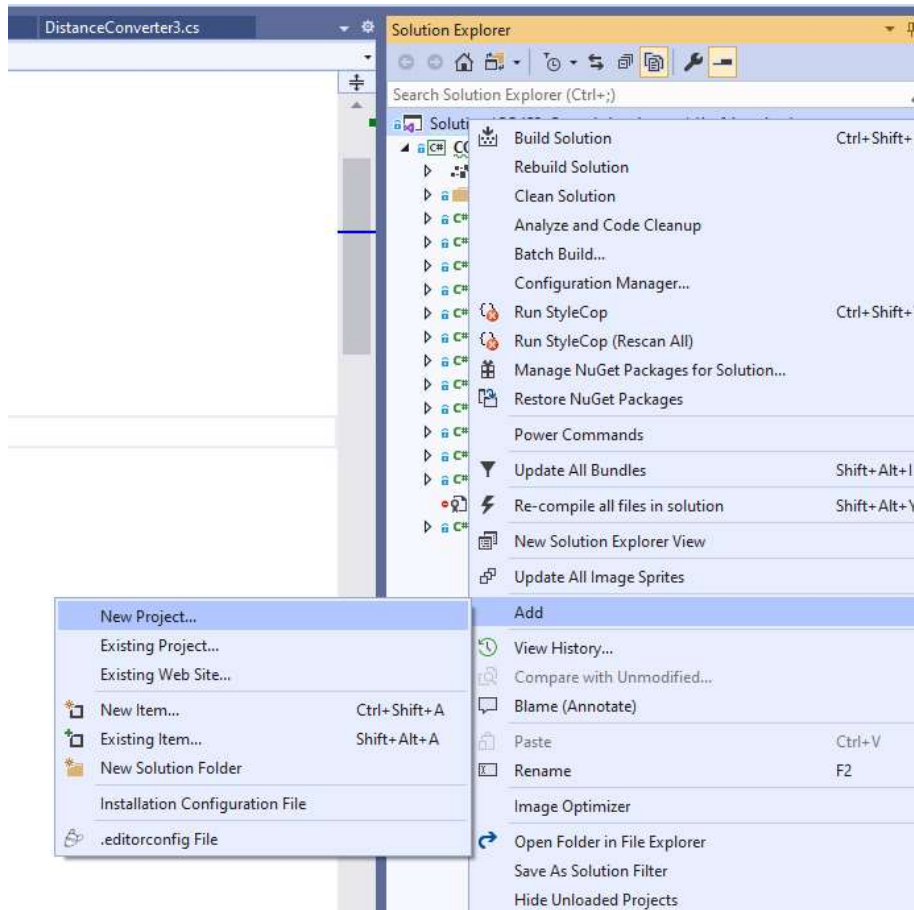 DistanceConverter3.cs
Solution Explorer
Search Solution Explorer (Ctrl+;)
Build Solution Ctrl+Shift+
Rebuild Solution
Clean Solution
Analyze and Code Cleanup
Batch Build...
Configuration Manager...
Run StyleCop Ctrl+Shift+
Run StyleCop (Rescan All)
Manage NuGet Packages for Solution...
Restore NuGet Packages
Power Commands
Update All Bundles Shift+Alt+
Re-compile all files in solution Shift+Alt+Y
New Solution Explorer View
Update All Image Sprites
Add
View History...
Compare with Unmodified...
Blame (Annotate)
Paste Ctrl+V
Rename F2
Image Optimizer
Open Folder in File Explorer
Save As Solution Filter
Hide Unloaded Projects
New Project...
Existing Project...
Existing Web Site...
New Item... Ctrl+Shift+A
Existing Item... Shift+Alt+A
New Solution Folder
Installation Configuration File
.editorconfig File